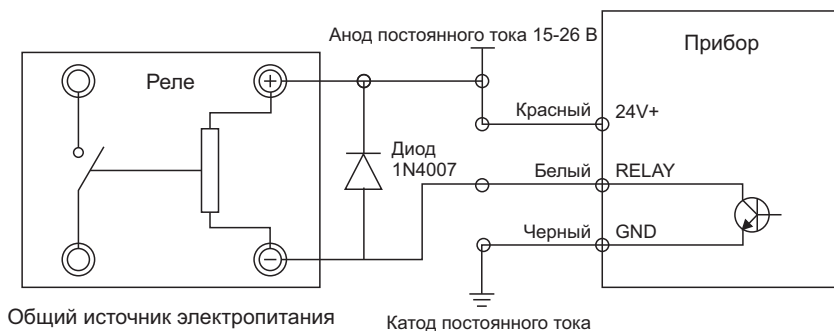 Анод постоянного тока 15-26 В
Прибор
Реле
Красный
24V+
Диод
1N4007
Белый
RELAY
Черный
GND
Общий источник электропитания
Катод постоянного тока